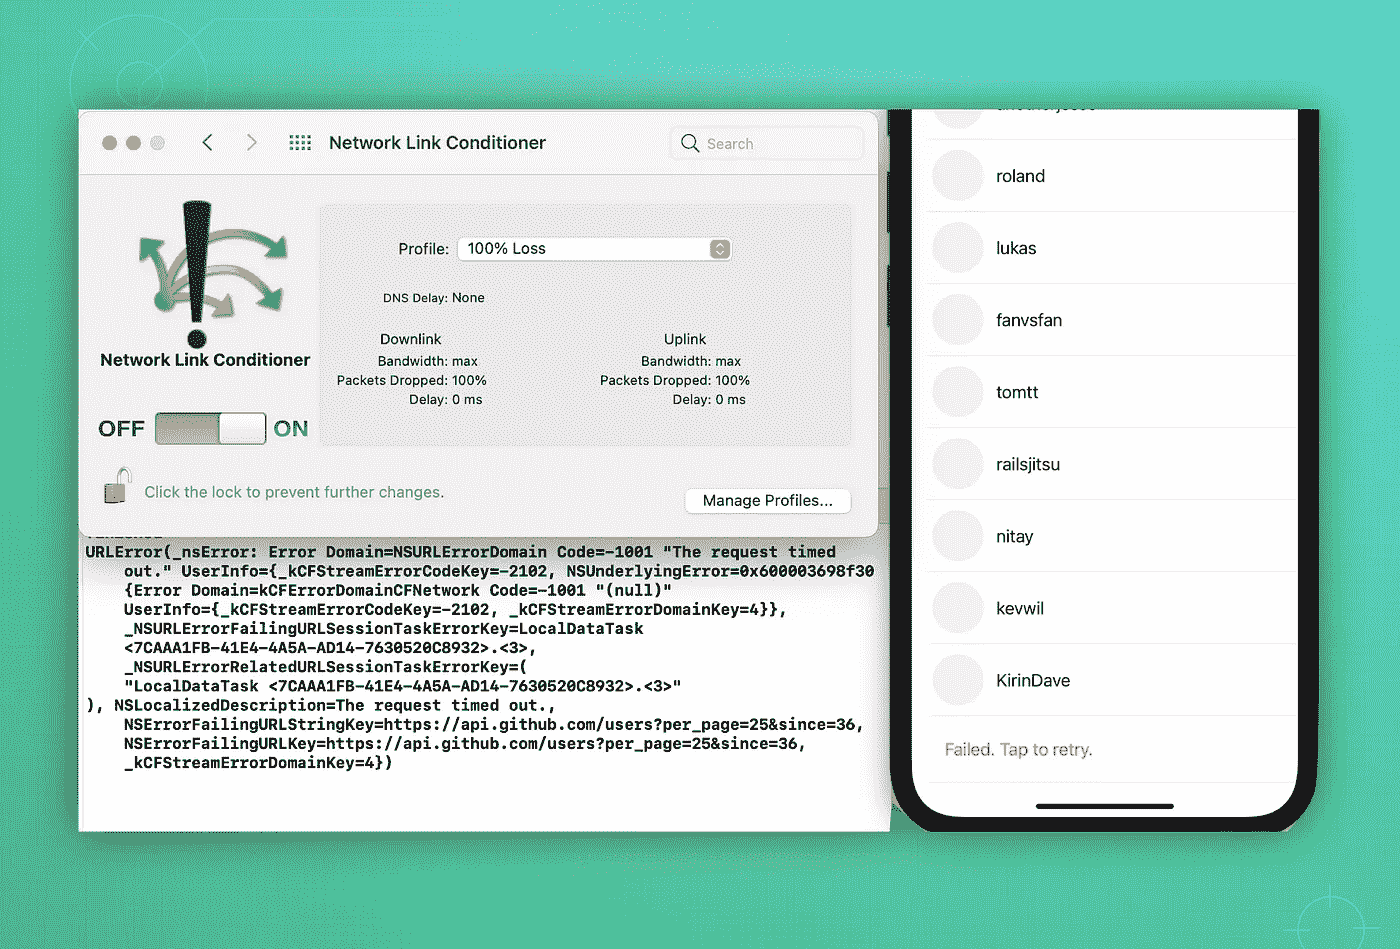 Network Link Conditioner
Search
Profile: 100% Loss
DNS Delay: None
Downlink
Bandwidth: max
Packets Dropped: 100%
Delay: 0 ms
Uplink
Bandwidth: max
Packets Dropped: 100%
Delay: 0 ms
Network Link Conditioner
OFF ON
Click the lock to prevent further changes.
Manage Profiles...
URLError(_nsError: Error Domain=NSURLErrorDomain Code=-1001 "The request timed
out." UserInfo={_kCFStreamErrorCodeKey=-2102, NSUnderlyingError=0x600003698f30
{Error Domain=kCFErrorDomainCFNetwork Code=-1001 "(null)"
UserInfo={_kCFStreamErrorCodeKey=-2102, _kCFStreamErrorDomainKey=4}},
_NSURLErrorFailingURLSessionTaskErrorKey=LocalDataTask
<7CAAA1FB-41E4-4A5A-AD14-7630520C8932>.<3>,
_NSURLErrorRelatedURLSessionTaskErrorKey=(
"LocalDataTask <7CAAA1FB-41E4-4A5A-AD14-7630520C8932>.<3>"
), NSLocalizedDescription=The request timed out.,
NSErrorFailingURLStringKey=https://api.github.com/users?per_page=25&since=36,
NSErrorFailingURLKey=https://api.github.com/users?per_page=25&since=36,
_kCFStreamErrorDomainKey=4})
roland
lukas
fanvsfan
tomtt
railsjitsu
nitay
kevwil
KirinDave
Failed. Tap to retry.